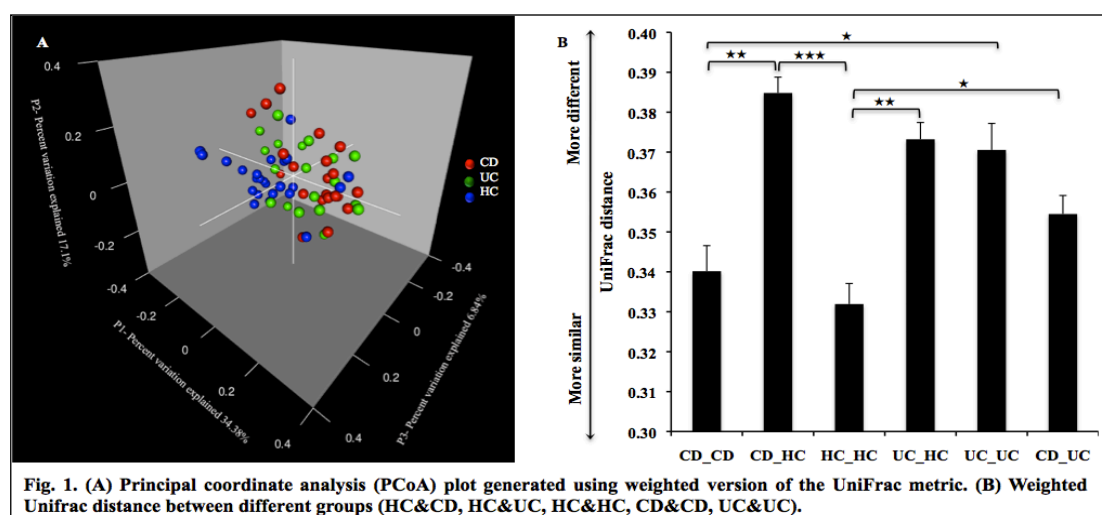 A
0.4
0.2
0
-0.2
-0.4
P2- Percent variation explained 17.1%
-0.4
-0.2
0
0.2
0.4
P1- Percent variation explained 34.38%
-0.4
-0.2
0
0.2
0.4
P3- Percent variation explained 6.84%
CD
UC
HC
B
More different
More similar
UniFrac distance
0.40
0.39
0.38
0.37
0.36
0.35
0.34
0.33
0.32
0.31
0.30
★
★★
★★★
★
★★
CD_CD CD_HC HC_HC UC_HC UC_UC CD_UC
Fig. 1. (A) Principal coordinate analysis (PCoA) plot generated using weighted version of the UniFrac metric. (B) Weighted
Unifrac distance between different groups (HC&CD, HC&UC, HC&HC, CD&CD, UC&UC).